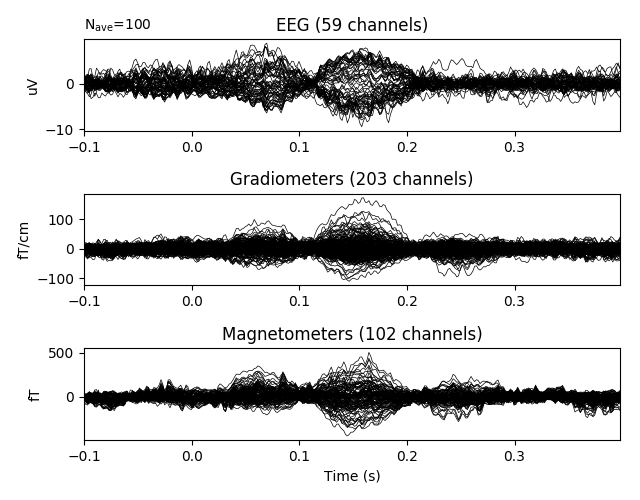 N_ave=100
EEG (59 channels)
uV
0
−10
−0.1 0.0 0.1 0.2 0.3
Gradiometers (203 channels)
fT/cm
100
0
−100
−0.1 0.0 0.1 0.2 0.3
Magnetometers (102 channels)
fT
500
0
−0.1 0.0 0.1 0.2 0.3
Time (s)